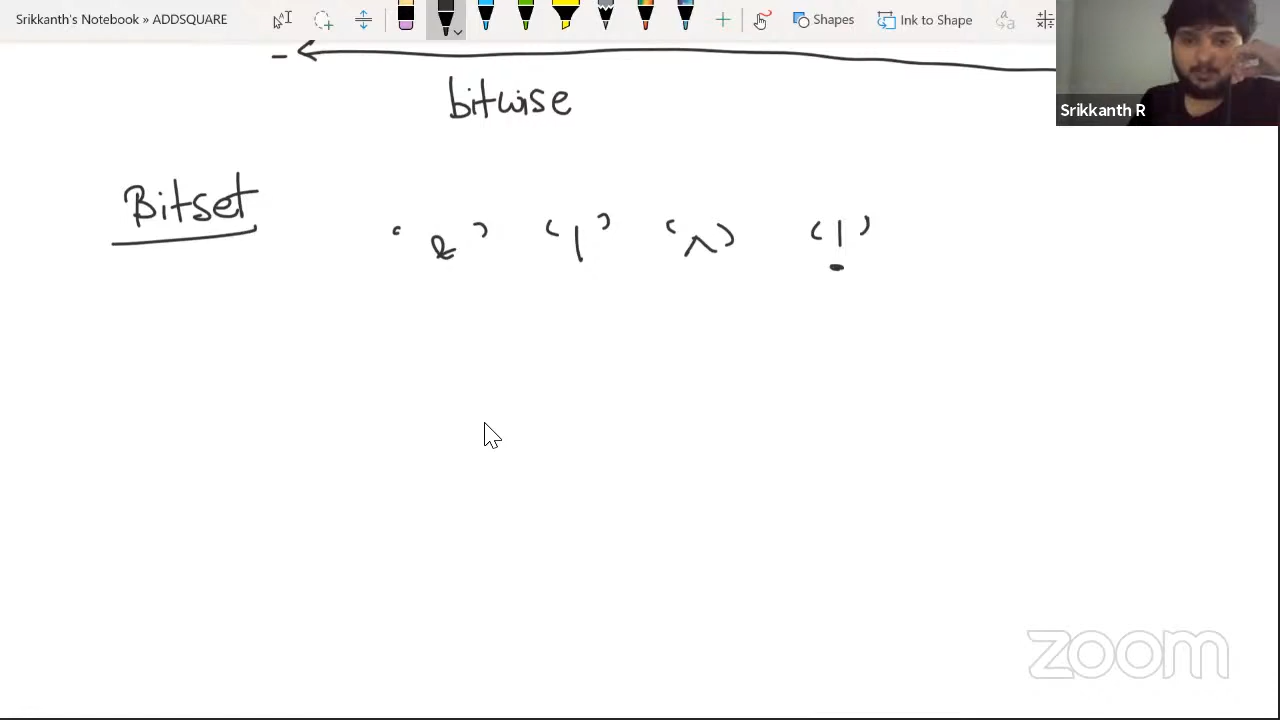 Srikkanth's Notebook » ADDSQUARE
Shapes
Ink to Shape
Srikkanth R
bitwise
Bitset
'&' '|' '^' '!'
zoom